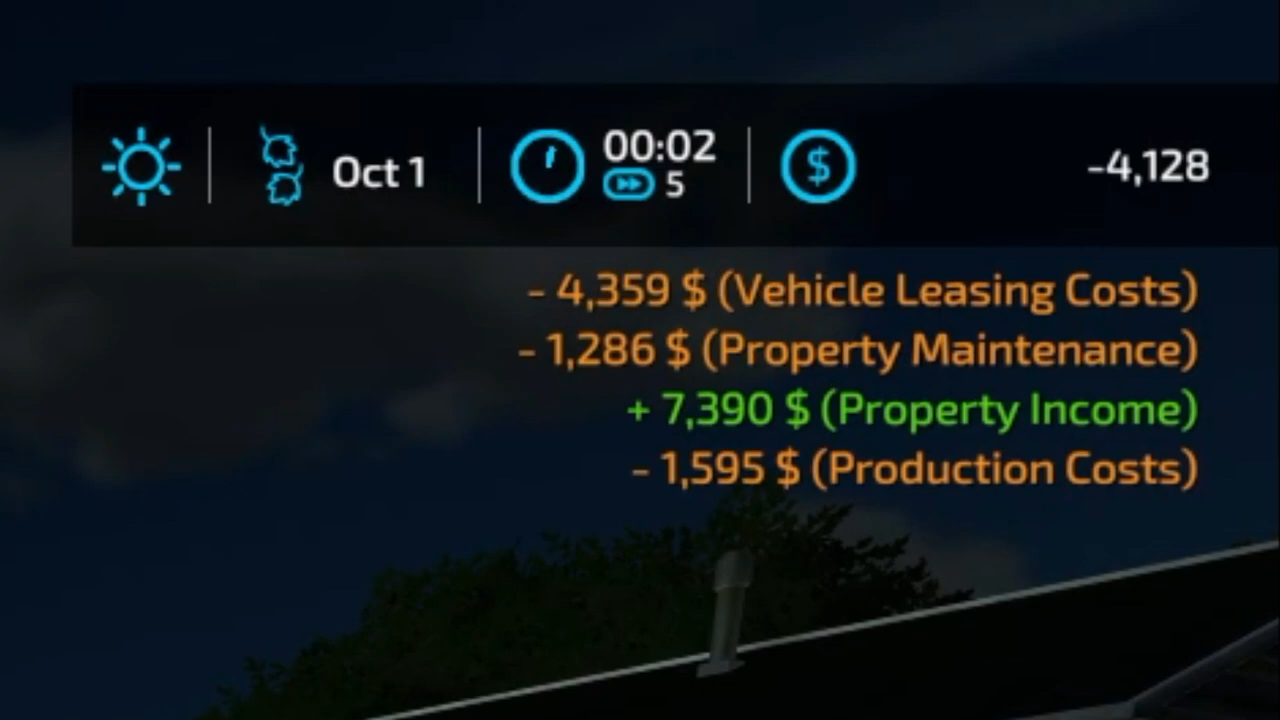 Oct 1
00:02
5
$
-4,128
- 4,359 $ (Vehicle Leasing Costs)
- 1,286 $ (Property Maintenance)
+ 7,390 $ (Property Income)
- 1,595 $ (Production Costs)